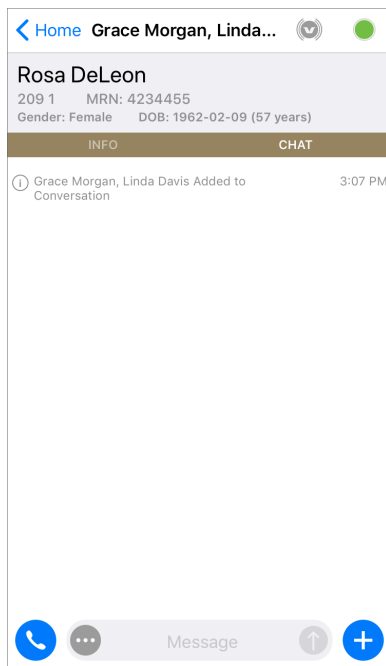 Home Grace Morgan, Linda...
Rosa DeLeon
209 1 MRN: 4234455
Gender: Female DOB: 1962-02-09 (57 years)
INFO CHAT
Grace Morgan, Linda Davis Added to 3:07 PM
Conversation
Message